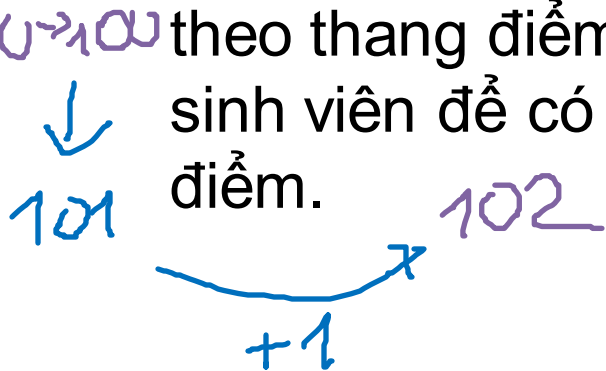 0→100 theo thang điểm
sinh viên để có
điểm.
101
102
+1